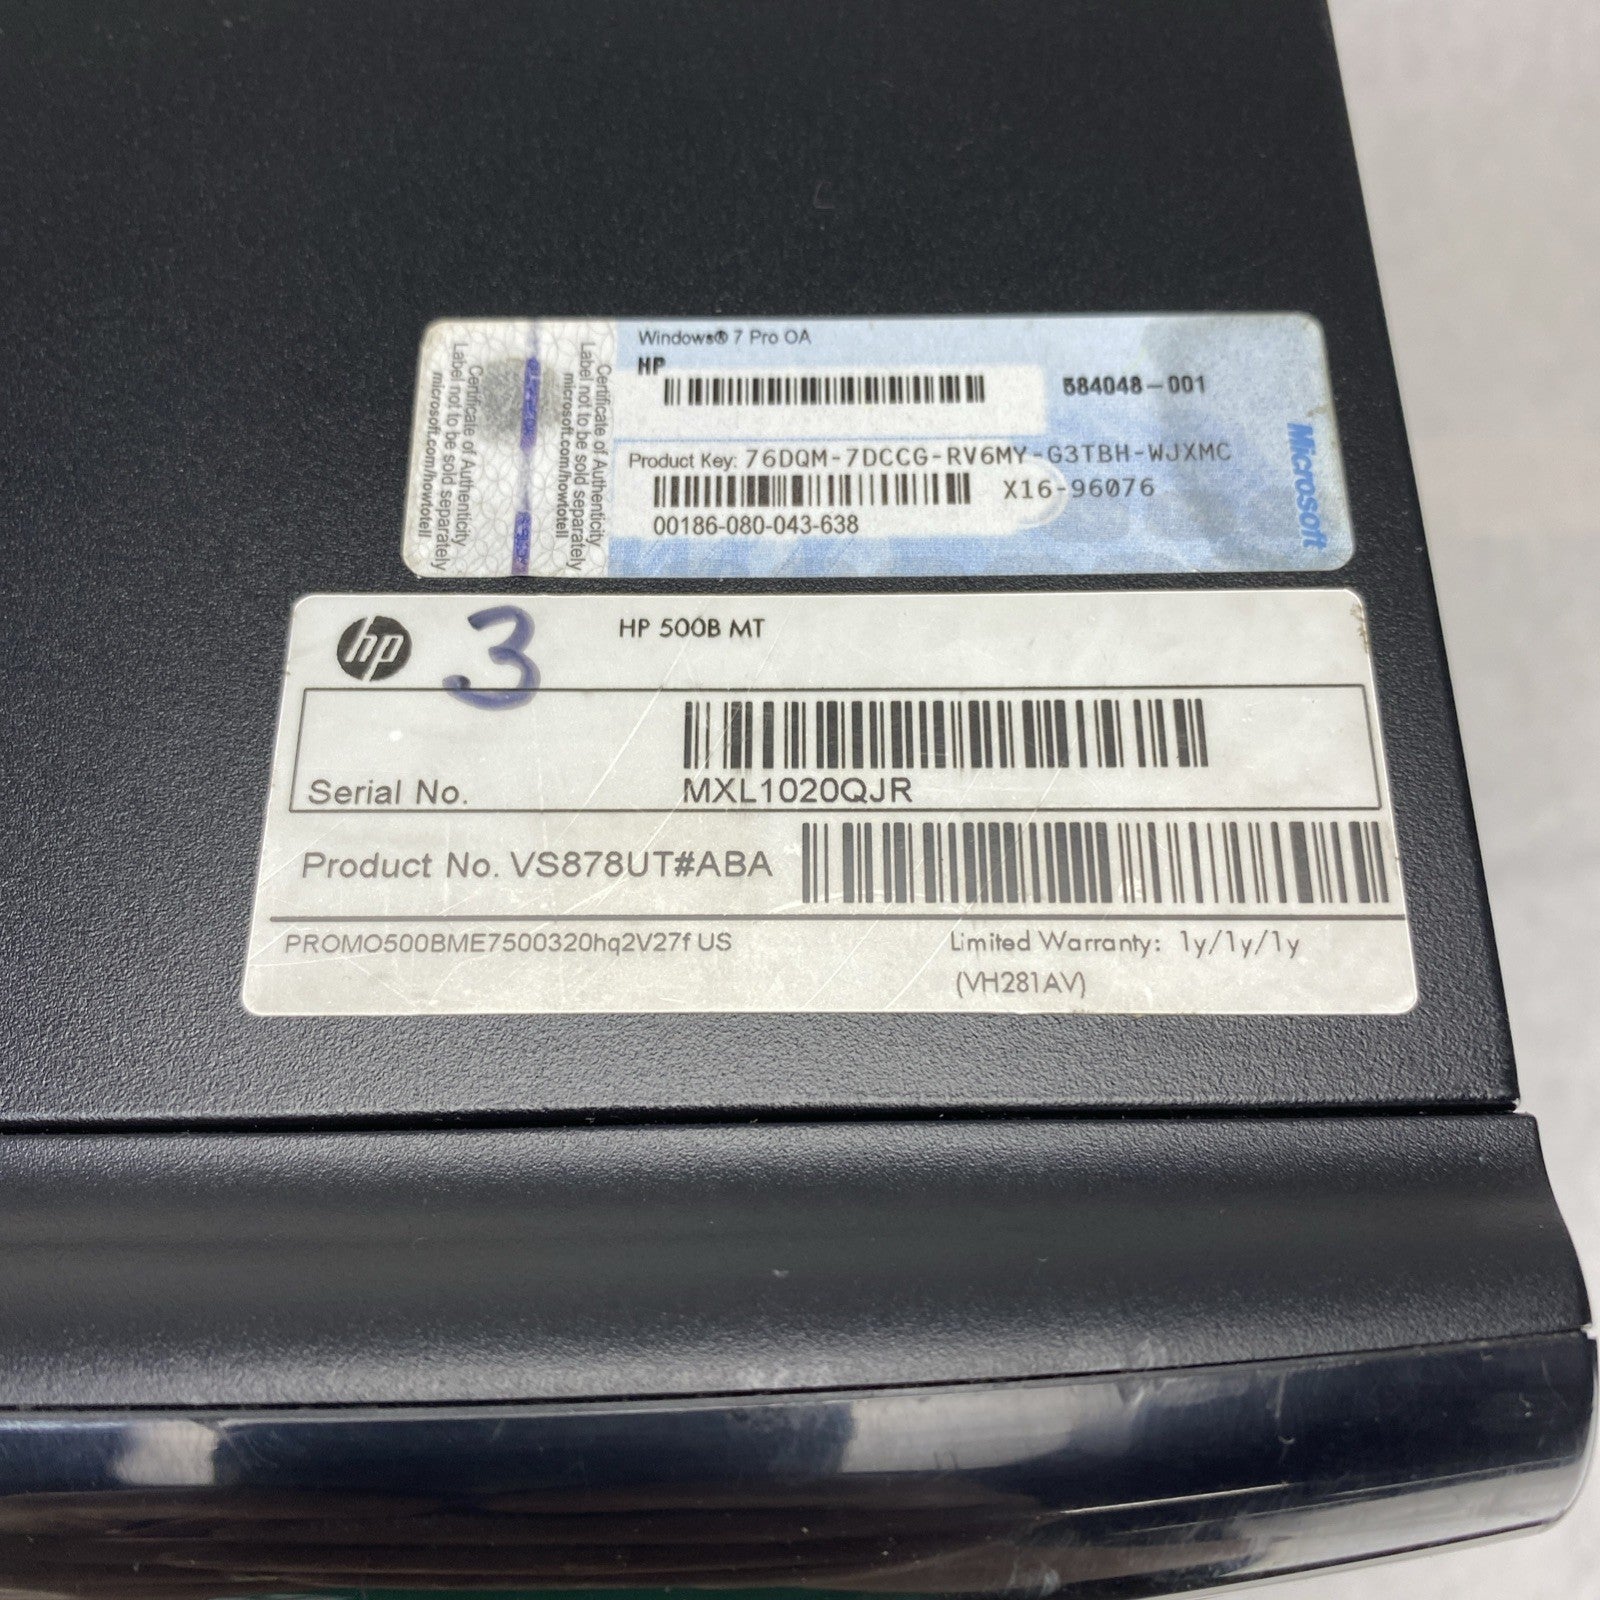 Windows® 7 Pro OA
HP
584048-001
Product Key: 76DQM-7DCCG-RV6MY-G3TBH-WJXMC
X16-96076
00186-080-043-638
Microsoft
Certificate of Authenticity
Label not to be sold separately
microsoft.com/howtotell
Certificate of Authenticity
Label not to be sold separately
microsoft.com/howtotell
hp
3
HP 500B MT
Serial No. MXL1020QJR
Product No. VS878UT#ABA
PROMO500BME7500320hq2V27f US
Limited Warranty: 1y/1y/1y
(VH281AV)